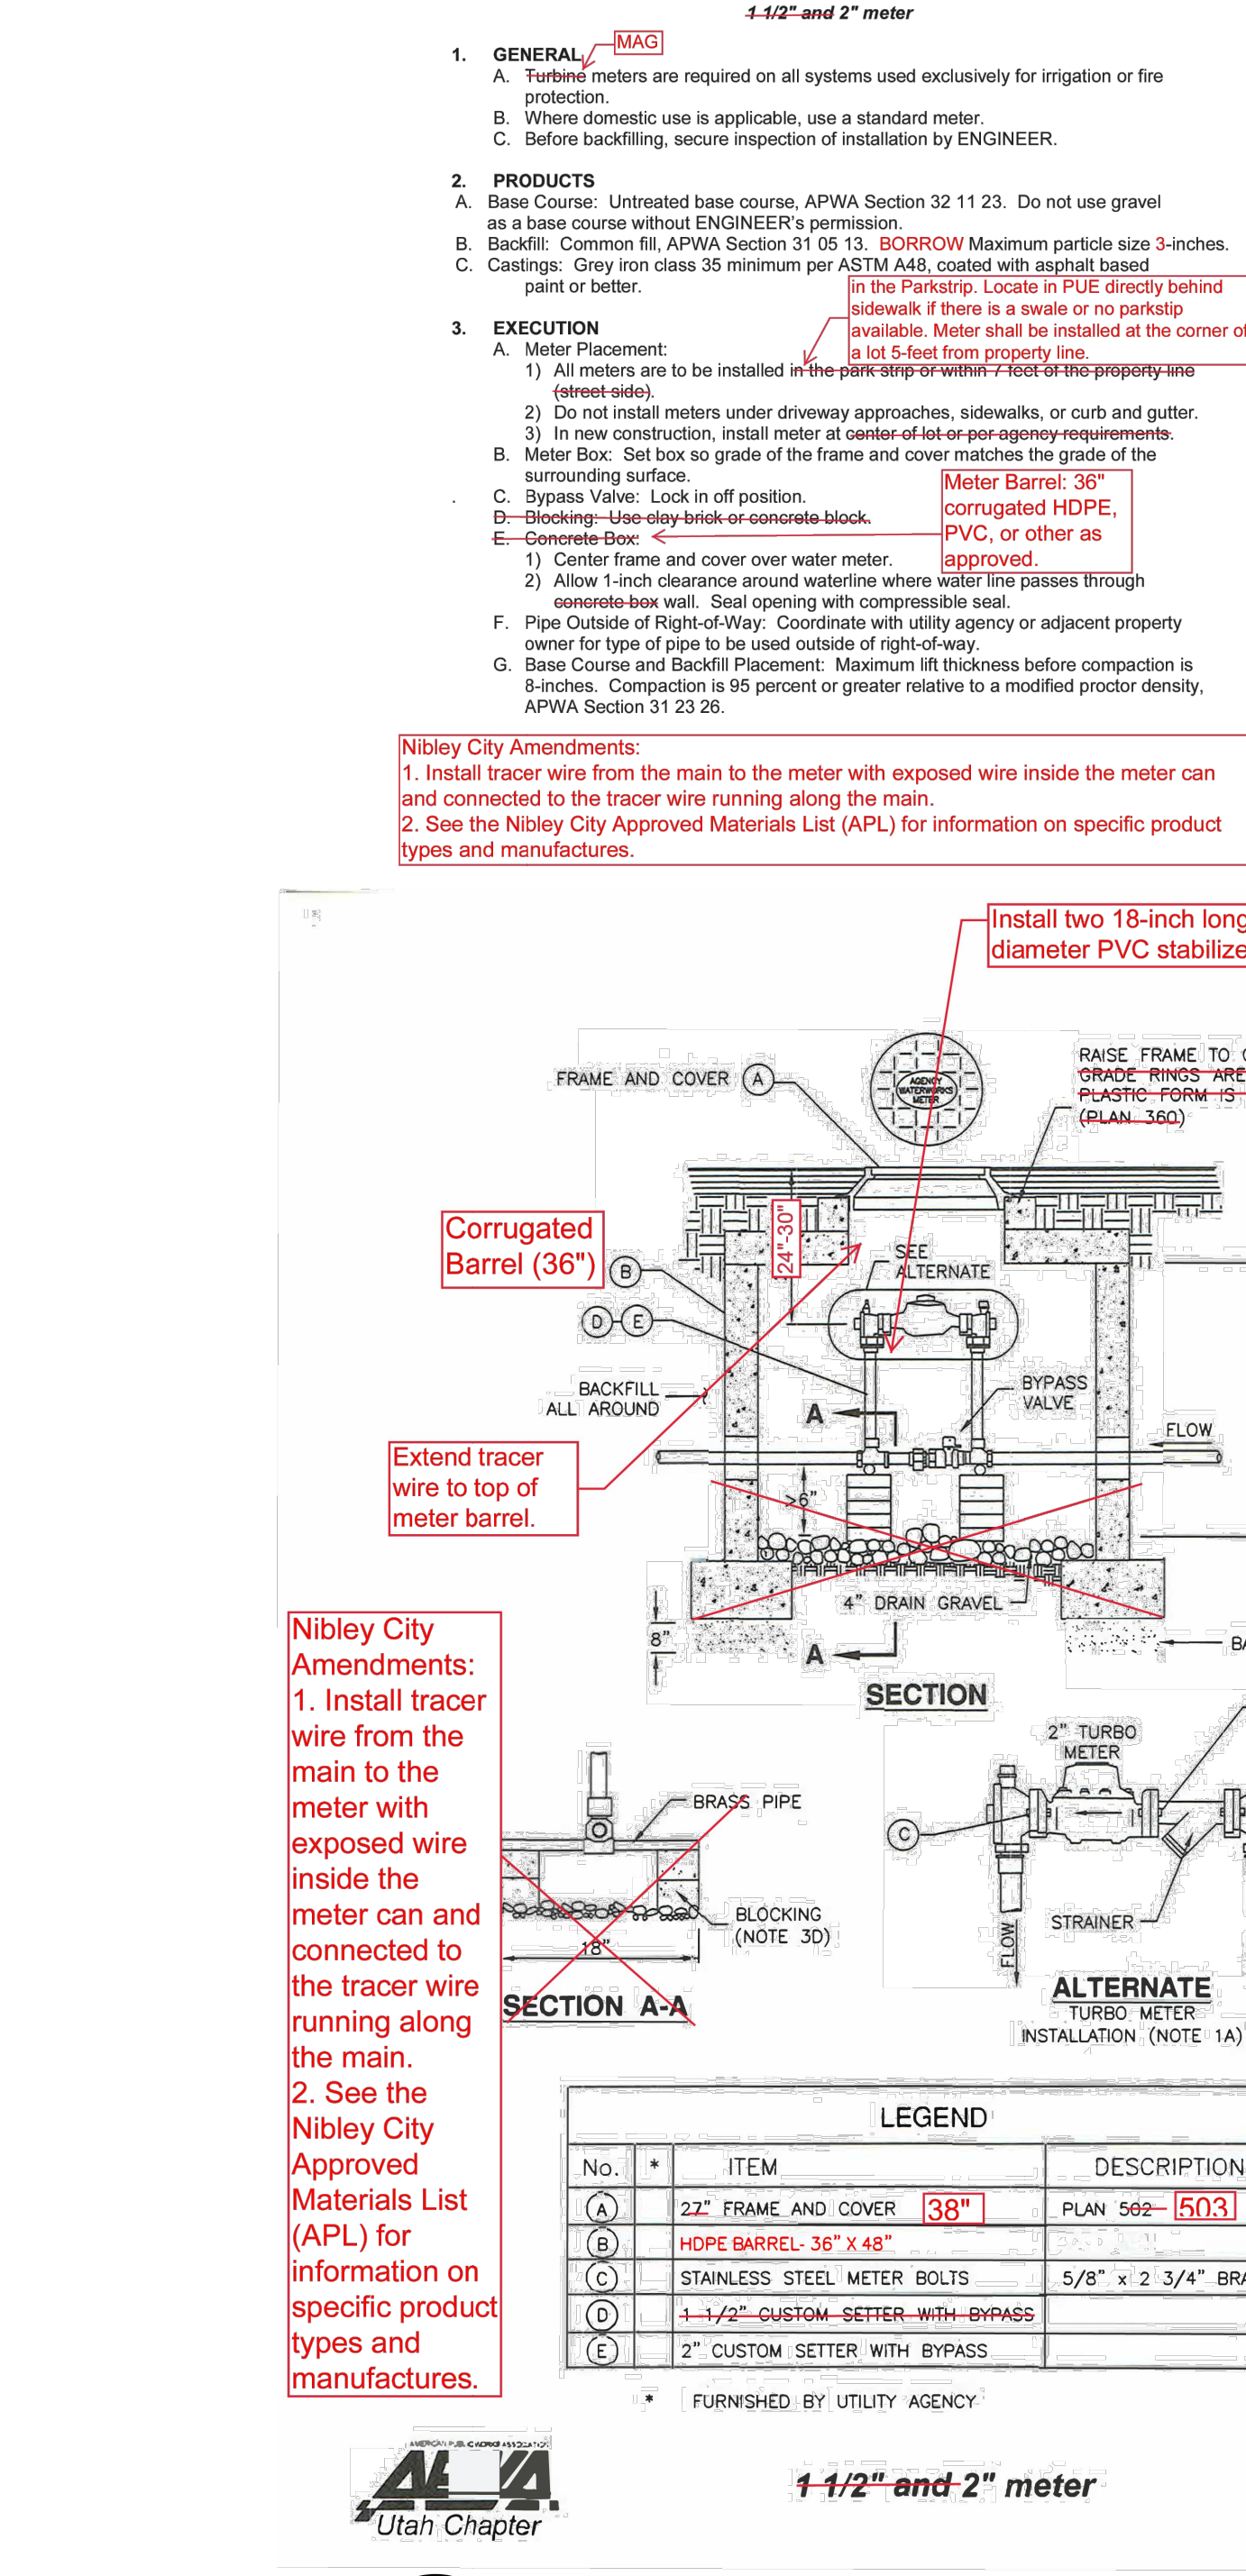 1 1/2" and 2" meter
MAG
1. GENERAL
A. Turbine meters are required on all systems used exclusively for irrigation or fire
protection.
B. Where domestic use is applicable, use a standard meter.
C. Before backfilling, secure inspection of installation by ENGINEER.
2. PRODUCTS
A. Base Course: Untreated base course, APWA Section 32 11 23. Do not use gravel
as a base course without ENGINEER's permission.
B. Backfill: Common fill, APWA Section 31 05 13. BORROW Maximum particle size 3-inches.
C. Castings: Grey iron class 35 minimum per ASTM A48, coated with asphalt based
paint or better.
in the Parkstrip. Locate in PUE directly behind
sidewalk if there is a swale or no parkstip
available. Meter shall be installed at the corner of
a lot 5-feet from property line.
3. EXECUTION
A. Meter Placement:
1) All meters are to be installed in the park strip or within 7 feet of the property line
(street side).
2) Do not install meters under driveway approaches, sidewalks, or curb and gutter.
3) In new construction, install meter at center of lot or per agency requirements.
B. Meter Box: Set box so grade of the frame and cover matches the grade of the
surrounding surface.
C. Bypass Valve: Lock in off position.
D. Blocking: Use clay brick or concrete block.
E. Concrete Box:
Meter Barrel: 36"
corrugated HDPE,
PVC, or other as
approved.
1) Center frame and cover over water meter.
2) Allow 1-inch clearance around waterline where water line passes through
concrete box wall. Seal opening with compressible seal.
F. Pipe Outside of Right-of-Way: Coordinate with utility agency or adjacent property
owner for type of pipe to be used outside of right-of-way.
G. Base Course and Backfill Placement: Maximum lift thickness before compaction is
8-inches. Compaction is 95 percent or greater relative to a modified proctor density,
APWA Section 31 23 26.
Nibley City Amendments:
1. Install tracer wire from the main to the meter with exposed wire inside the meter can
and connected to the tracer wire running along the main.
2. See the Nibley City Approved Materials List (APL) for information on specific product
types and manufactures.
Install two 18-inch long
diameter PVC stabilize
FRAME AND COVER A
AGENCY
WATERWORKS
METER
RAISE FRAME TO
GRADE RINGS ARE
PLASTIC FORM IS
(PLAN 360)
24"-30"
Corrugated
Barrel (36")
B
SEE
ALTERNATE
D E
BACKFILL
ALL AROUND
BYPASS
VALVE
A
FLOW
Extend tracer
wire to top of
meter barrel.
>6"
4" DRAIN GRAVEL
8"
A
BA
SECTION
Nibley City
Amendments:
1. Install tracer
wire from the
main to the
meter with
exposed wire
inside the
meter can and
connected to
the tracer wire
running along
the main.
2. See the
Nibley City
Approved
Materials List
(APL) for
information on
specific product
types and
manufactures.
BRASS PIPE
BLOCKING
(NOTE 3D)
18"
SECTION A-A
2" TURBO
METER
C
STRAINER
FLOW
ALTERNATE
TURBO METER
INSTALLATION (NOTE 1A)
LEGEND
No. * ITEM DESCRIPTION
A 27" FRAME AND COVER 38" PLAN 502 503
B HDPE BARREL- 36" X 48"
C STAINLESS STEEL METER BOLTS 5/8" x 2 3/4" BRA
D 1 1/2" CUSTOM SETTER WITH BYPASS
E 2" CUSTOM SETTER WITH BYPASS
* FURNISHED BY UTILITY AGENCY
AMERICAN PUBLIC WORKS ASSOCIATION
Utah Chapter
1 1/2" and 2" meter